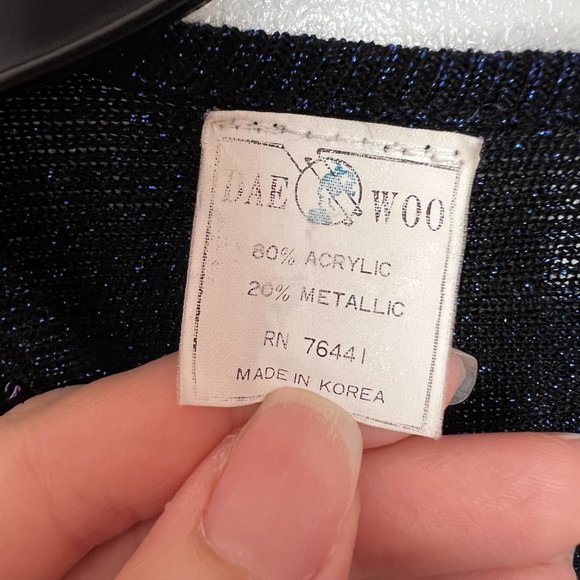 DAE WOO
80% ACRYLIC
20% METALLIC
RN 76441
MADE IN KOREA